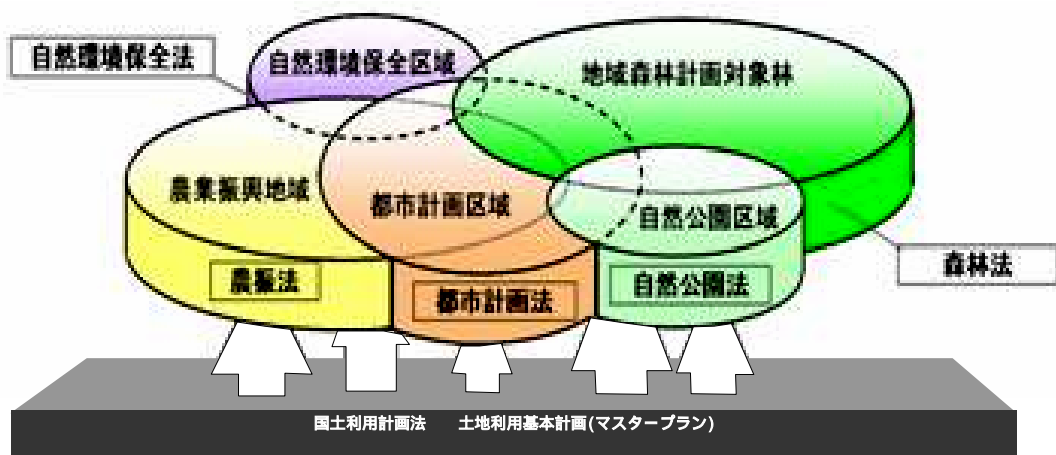 自然環境保全法
自然環境保全区域
地域森林計画対象林
農業振興地域
都市計画区域
自然公園区域
農振法
都市計画法
自然公園法
森林法
国土利用計画法　土地利用基本計画(マスタープラン)